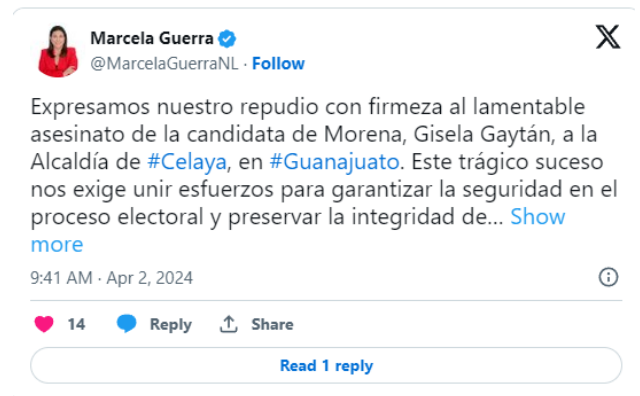 Marcela Guerra
@MarcelaGuerraNL · Follow
Expresamos nuestro repudio con firmeza al lamentable
asesinato de la candidata de Morena, Gisela Gaytán, a la
Alcaldía de #Celaya, en #Guanajuato. Este trágico suceso
nos exige unir esfuerzos para garantizar la seguridad en el
proceso electoral y preservar la integridad de... Show
more
9:41 AM · Apr 2, 2024
14 Reply Share
Read 1 reply